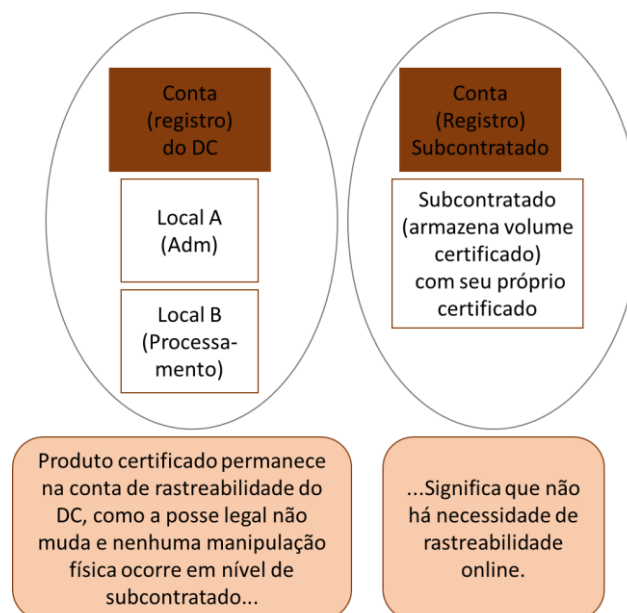 Conta
(registro)
do DC
Local A
(Adm)
Local B
(Processa-
mento)
Conta
(Registro)
Subcontratado
Subcontratado
(armazena volume
certificado)
com seu próprio
certificado
Produto certificado permanece
na conta de rastreabilidade do
DC, como a posse legal não
muda e nenhuma manipulação
física ocorre em nível de
subcontratado...
...Significa que não
há necessidade de
rastreabilidade
online.